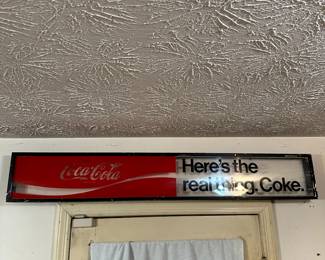 Coca-Cola
Here's the
real thing. Coke.